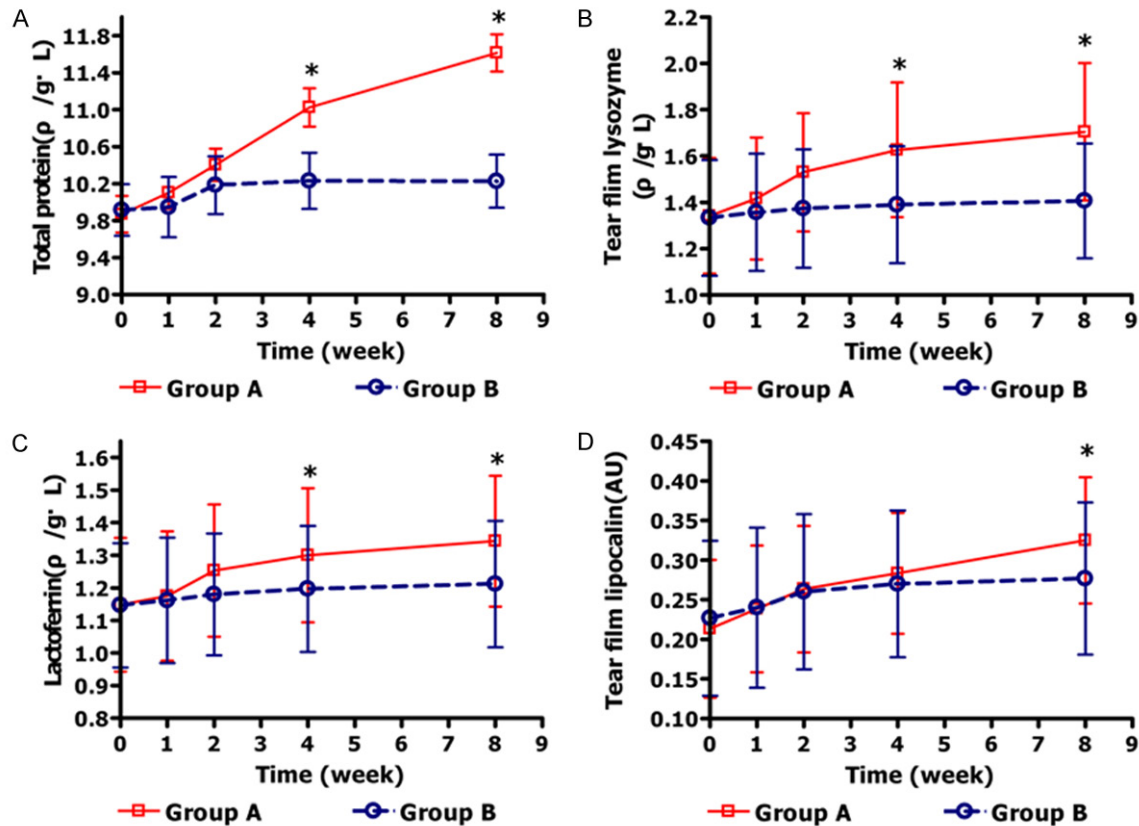 A
Total protein(ρ /g· L)
11.8
11.4
11.0
10.6
10.2
9.8
9.4
9.0
*
*
0 1 2 3 4 5 6 7 8 9
Time (week)
Group A Group B
B
Tear flim lysozyme
(ρ /g· L)
2.2
2.0
1.8
1.6
1.4
1.2
1.0
*
*
0 1 2 3 4 5 6 7 8 9
Time (week)
Group A Group B
C
Lactoferrin(ρ /g· L)
1.6
1.5
1.4
1.3
1.2
1.1
1.0
0.9
0.8
*
*
0 1 2 3 4 5 6 7 8 9
Time (week)
Group A Group B
D
Tear film lipocalin(AU)
0.45
0.40
0.35
0.30
0.25
0.20
0.15
0.10
*
0 1 2 3 4 5 6 7 8 9
Time (week)
Group A Group B